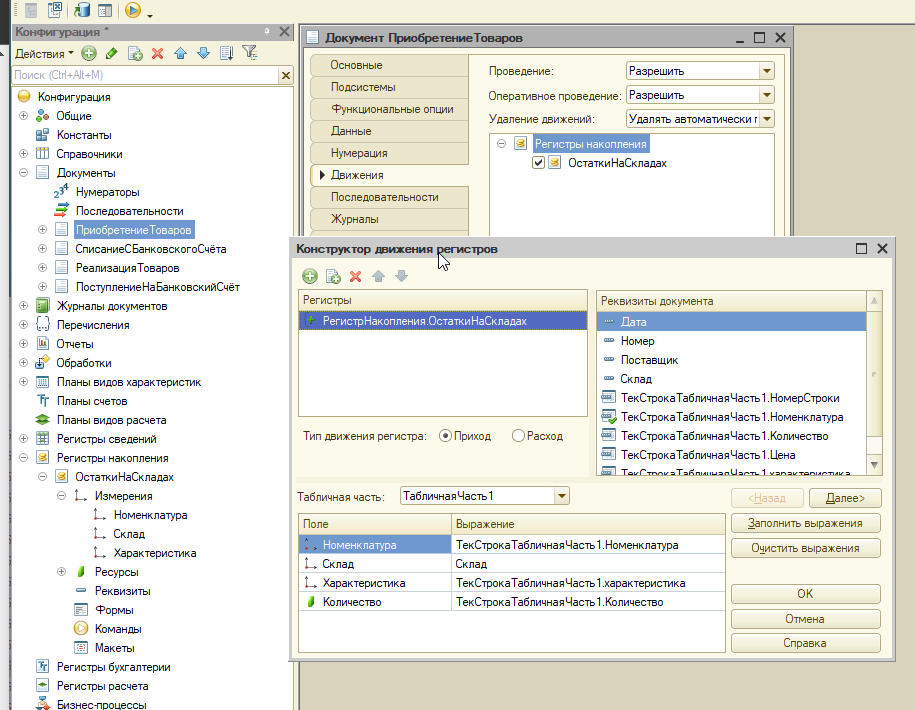 Конфигурация *
Действия
Поиск (Ctrl+Alt+M)
Конфигурация
Общие
Константы
Справочники
Документы
Нумераторы
Последовательности
ПриобретениеТоваров
СписаниеСБанковскогоСчёта
РеализацияТоваров
ПоступлениеНаБанковскийСчёт
Журналы документов
Перечисления
Отчеты
Обработки
Планы видов характеристик
Планы счетов
Планы видов расчета
Регистры сведений
Регистры накопления
ОстаткиНаСкладах
Измерения
Номенклатура
Склад
Характеристика
Ресурсы
Реквизиты
Формы
Команды
Макеты
Регистры бухгалтерии
Регистры расчета
Бизнес-процессы
Документ ПриобретениеТоваров
Основные
Подсистемы
Функциональные опции
Данные
Нумерация
Движения
Последовательности
Журналы
Проведение: Разрешить
Оперативное проведение: Разрешить
Удаление движений: Удалять автоматически г
Регистры накопления
ОстаткиНаСкладах
Конструктор движения регистров
Регистры
РегистрНакопления.ОстаткиНаСкладах
Тип движения регистра: Приход Расход
Реквизиты документа
Дата
Номер
Поставщик
Склад
ТекСтрокаТабличнаяЧасть1.НомерСтроки
ТекСтрокаТабличнаяЧасть1.Номенклатура
ТекСтрокаТабличнаяЧасть1.Количество
ТекСтрокаТабличнаяЧасть1.Цена
ТекСтрокаТабличнаяЧасть1.характеристика
Табличная часть: ТабличнаяЧасть1
<Назад Далее>
Поле Выражение
Номенклатура ТекСтрокаТабличнаяЧасть1.Номенклатура
Склад Склад
Характеристика ТекСтрокаТабличнаяЧасть1.характеристика
Количество ТекСтрокаТабличнаяЧасть1.Количество
Заполнить выражения
Очистить выражения
ОК
Отмена
Справка